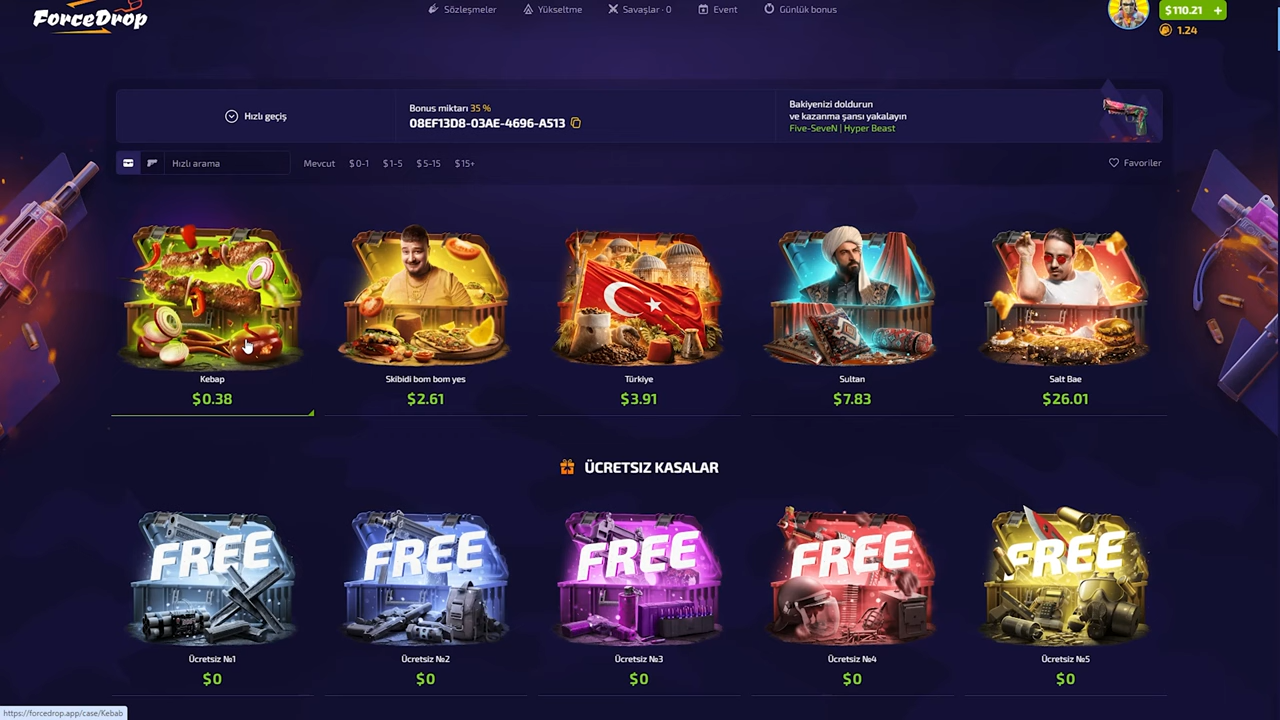 ForceDrop
Sözleşmeler
Yükseltme
Savaşlar · 0
Event
Günlük bonus
$110.21 +
1.24
Hızlı geçiş
Bonus miktarı 35 %
08EF13D8-03AE-4696-A513
Bakiyenizi doldurun
ve kazanma şansı yakalayın
Five-SeveN | Hyper Beast
Hızlı arama
Mevcut
$ 0-1
$ 1-5
$ 5-15
$ 15+
Favoriler
Kebap
Skibidi bom bom yes
Türkiye
Sultan
Salt Bae
$0.38
$2.61
$3.91
$7.83
$26.01
ÜCRETSIZ KASALAR
FREE
FREE
FREE
FREE
FREE
Ücretsiz №1
Ücretsiz №2
Ücretsiz №3
Ücretsiz №4
Ücretsiz №5
$0
$0
$0
$0
$0
https://forcedrop.app/case/Kebab